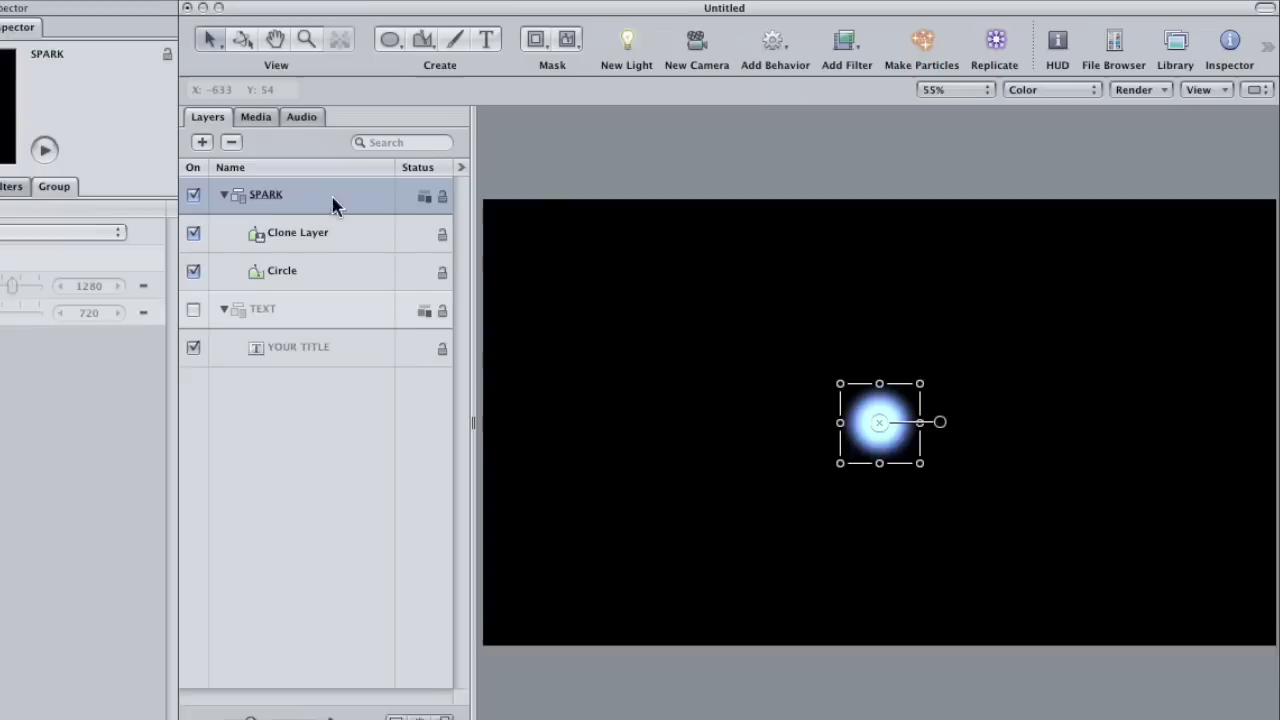 pector
Untitled
spector
SPARK
View
Create
T
Mask
New Light
New Camera
Add Behavior
Add Filter
Make Particles
Replicate
HUD
File Browser
Library
Inspector
X: -633 Y: 54
55%
Color
Render
View
Layers
Media
Audio
Search
On
Name
Status
lters
Group
SPARK
Clone Layer
Circle
1280
TEXT
720
YOUR TITLE